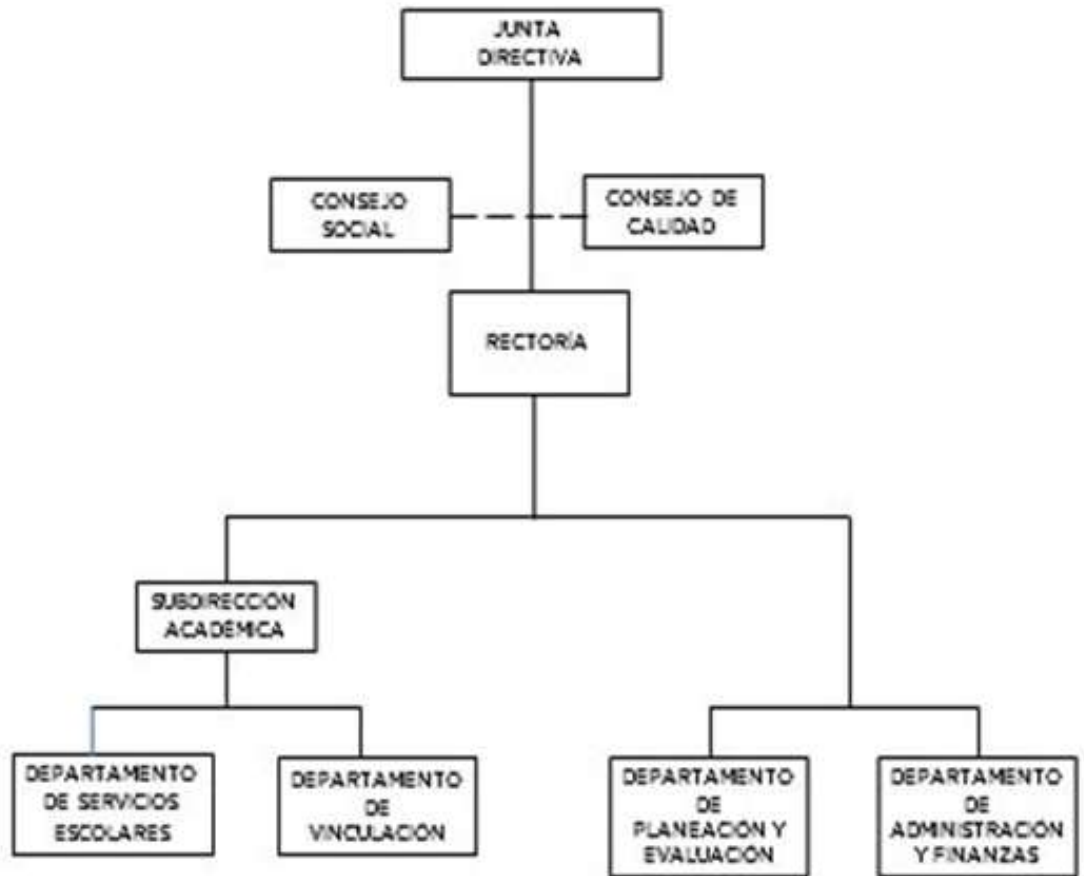 JUNTA
DIRECTIVA
CONSEJO
SOCIAL
CONSEJO DE
CALIDAD
RECTORÍA
SUBDIRECCIÓN
ACADÉMICA
DEPARTAMENTO
DE SERVICIOS
ESCOLARES
DEPARTAMENTO
DE
VINCULACIÓN
DEPARTAMENTO
DE
PLANEACIÓN Y
EVALUACIÓN
DEPARTAMENTO
DE
ADMINISTRACIÓN
Y FINANZAS